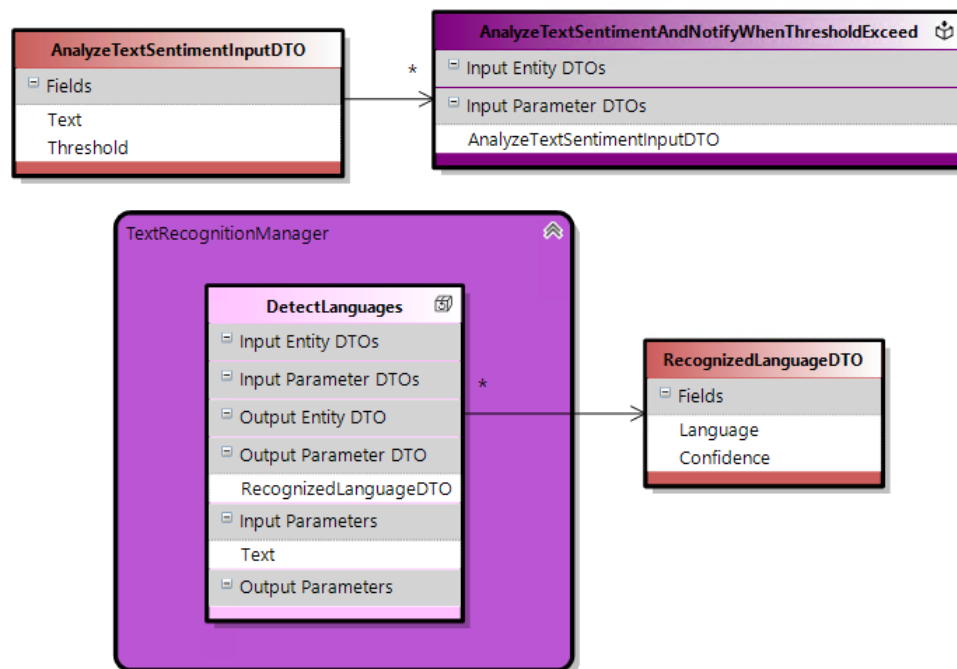 AnalyzeTextSentimentInputDTO
Fields
Text
Threshold
*
AnalyzeTextSentimentAndNotifyWhenThresholdExceed
Input Entity DTOs
Input Parameter DTOs
AnalyzeTextSentimentInputDTO
TextRecognitionManager
DetectLanguages
Input Entity DTOs
Input Parameter DTOs
Output Entity DTO
Output Parameter DTO
RecognizedLanguageDTO
Input Parameters
Text
Output Parameters
*
RecognizedLanguageDTO
Fields
Language
Confidence